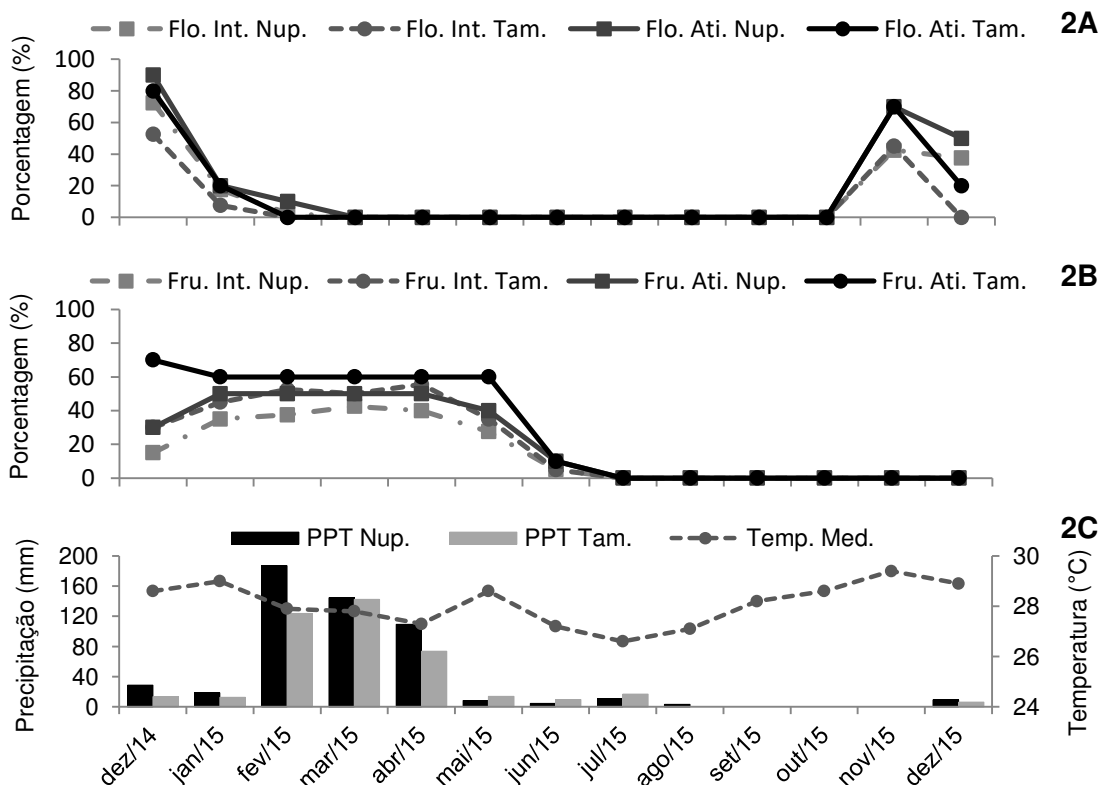 Flo. Int. Nup. Flo. Int. Tam. Flo. Ati. Nup. Flo. Ati. Tam. 2A
Porcentagem (%)
100
80
60
40
20
0
Fru. Int. Nup. Fru. Int. Tam. Fru. Ati. Nup. Fru. Ati. Tam. 2B
Porcentagem (%)
100
80
60
40
20
0
PPT Nup. PPT Tam. Temp. Med. 2C
Precipitação (mm)
200
160
120
80
40
0
30
28
26
24
Temperatura (°C)
dez/14 jan/15 fev/15 mar/15 abr/15 mai/15 jun/15 jul/15 ago/15 set/15 out/15 nov/15 dez/15